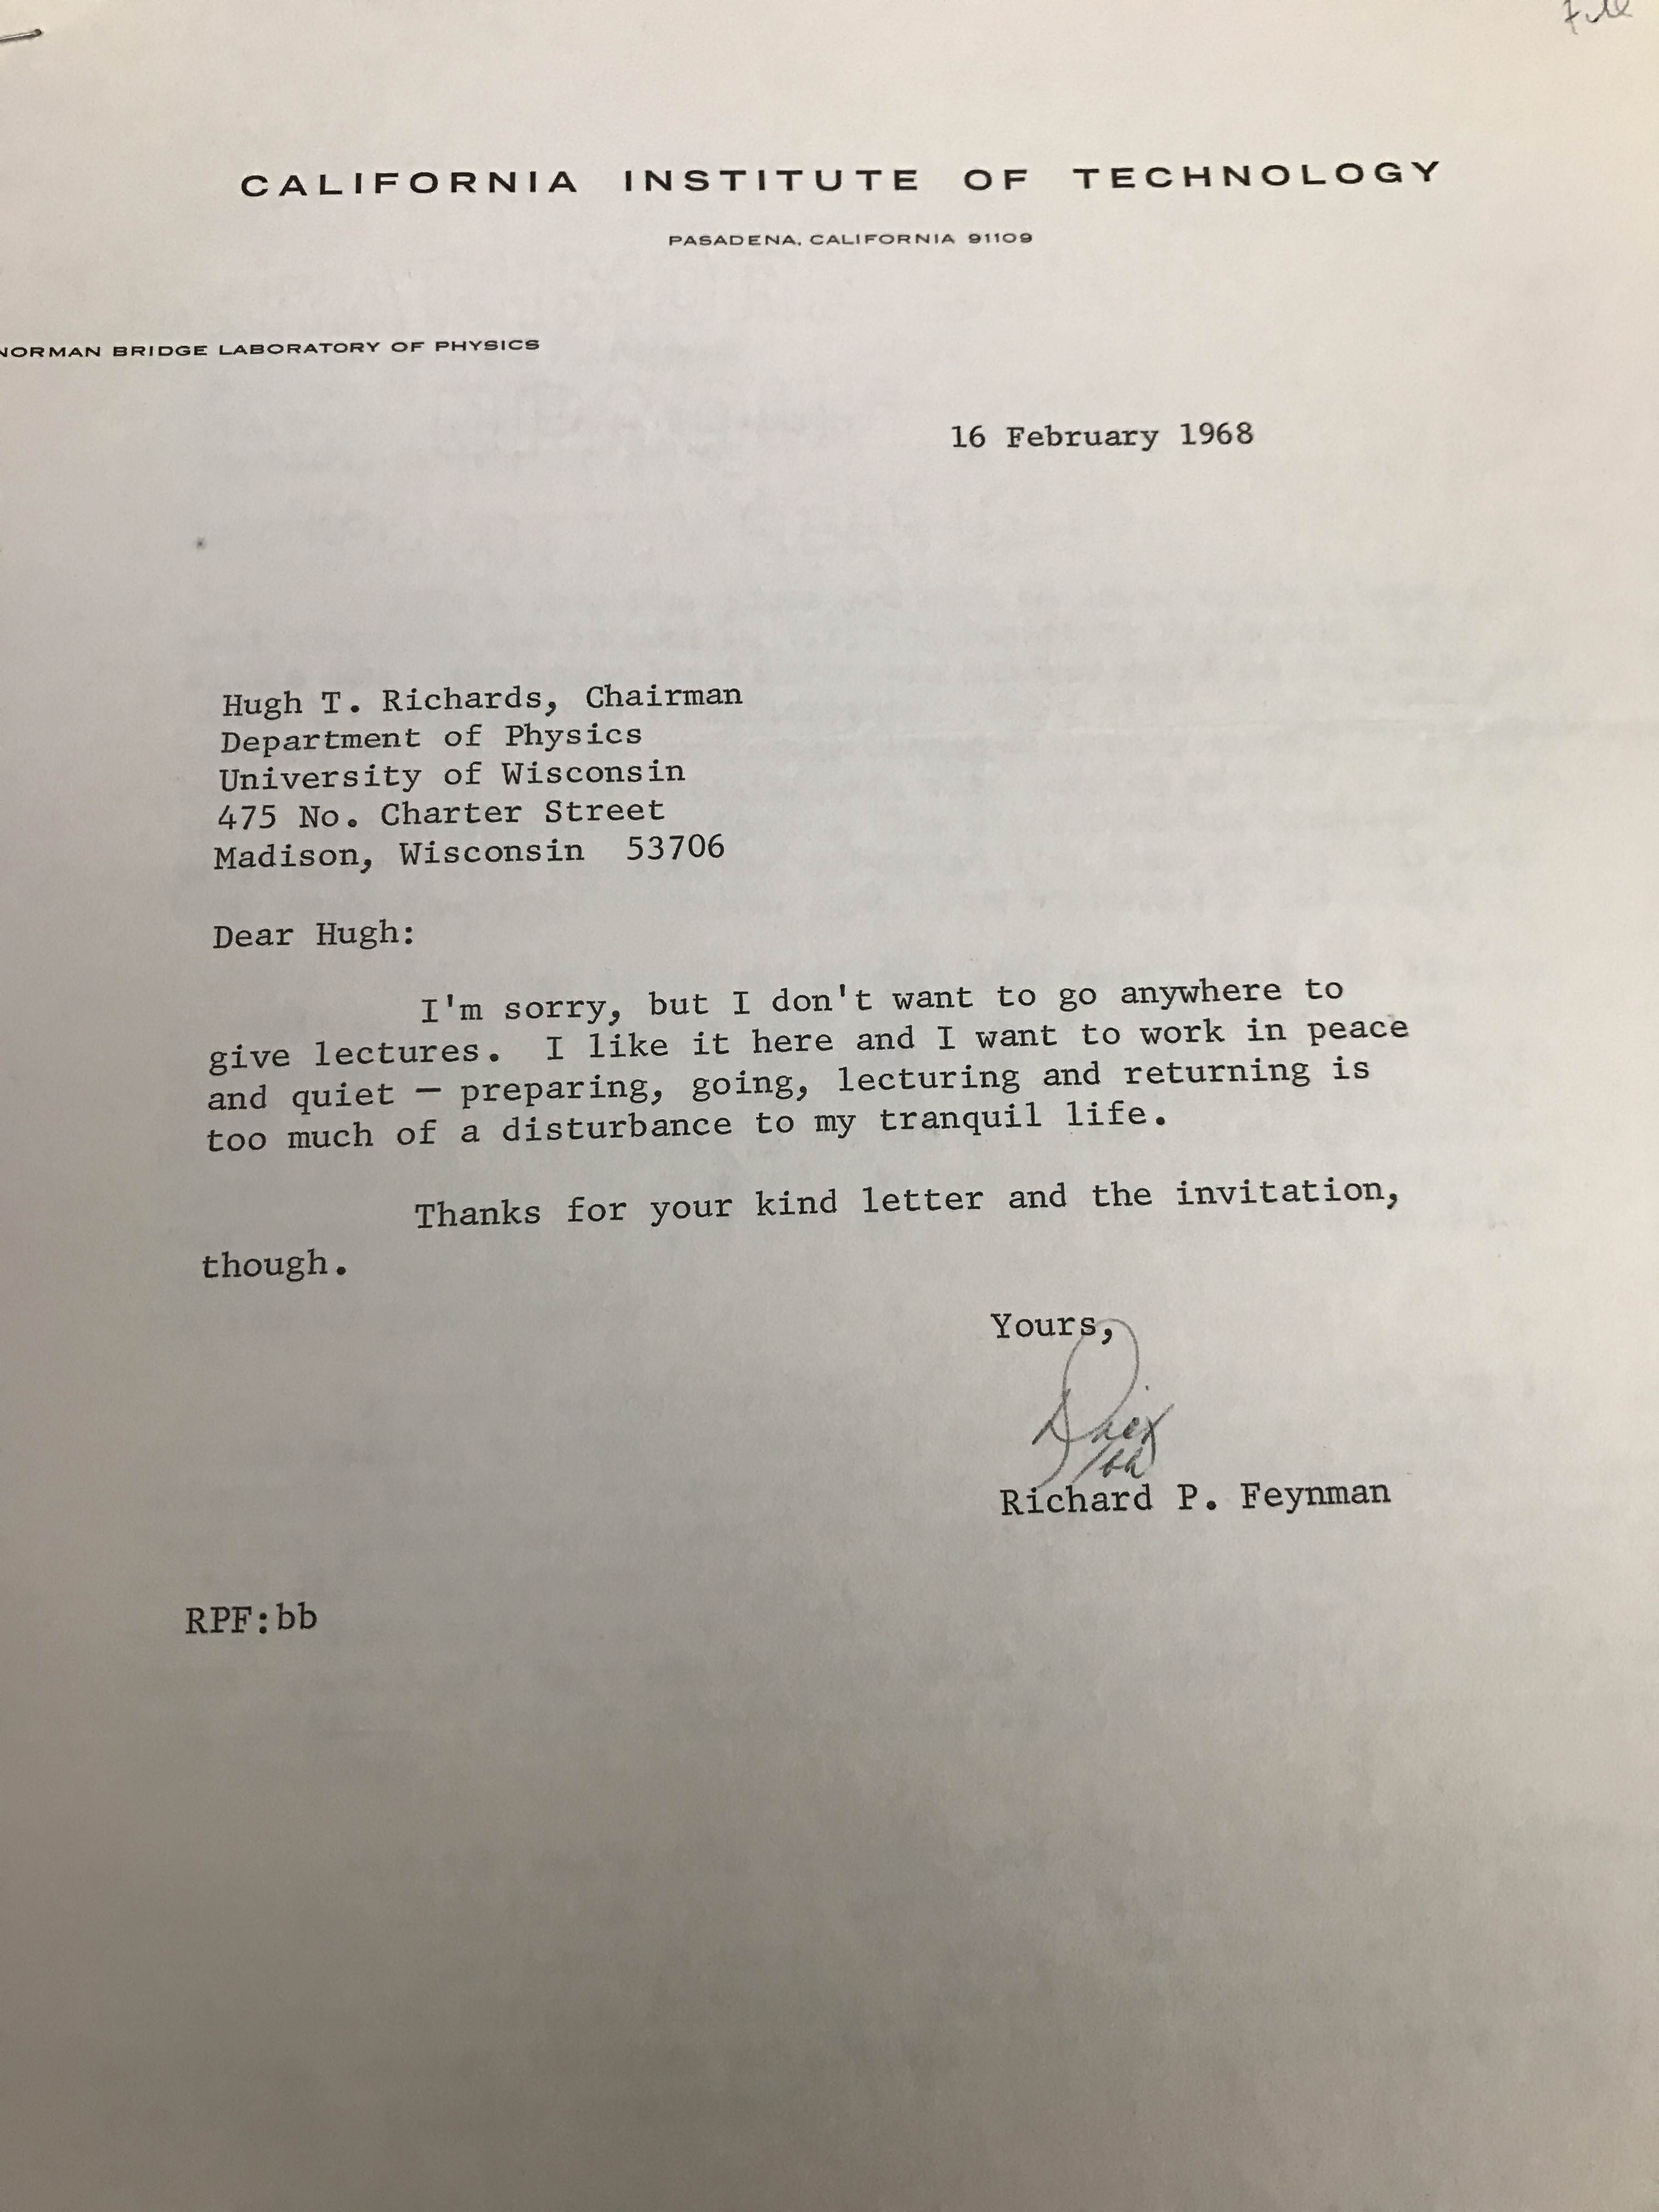 File
CALIFORNIA INSTITUTE OF TECHNOLOGY
PASADENA, CALIFORNIA 91109
NORMAN BRIDGE LABORATORY OF PHYSICS
16 February 1968
Hugh T. Richards, Chairman
Department of Physics
University of Wisconsin
475 No. Charter Street
Madison, Wisconsin 53706
Dear Hugh:
I'm sorry, but I don't want to go anywhere to
give lectures. I like it here and I want to work in peace
and quiet — preparing, going, lecturing and returning is
too much of a disturbance to my tranquil life.
Thanks for your kind letter and the invitation,
though.
Yours,
Richard P. Feynman
RPF:bb